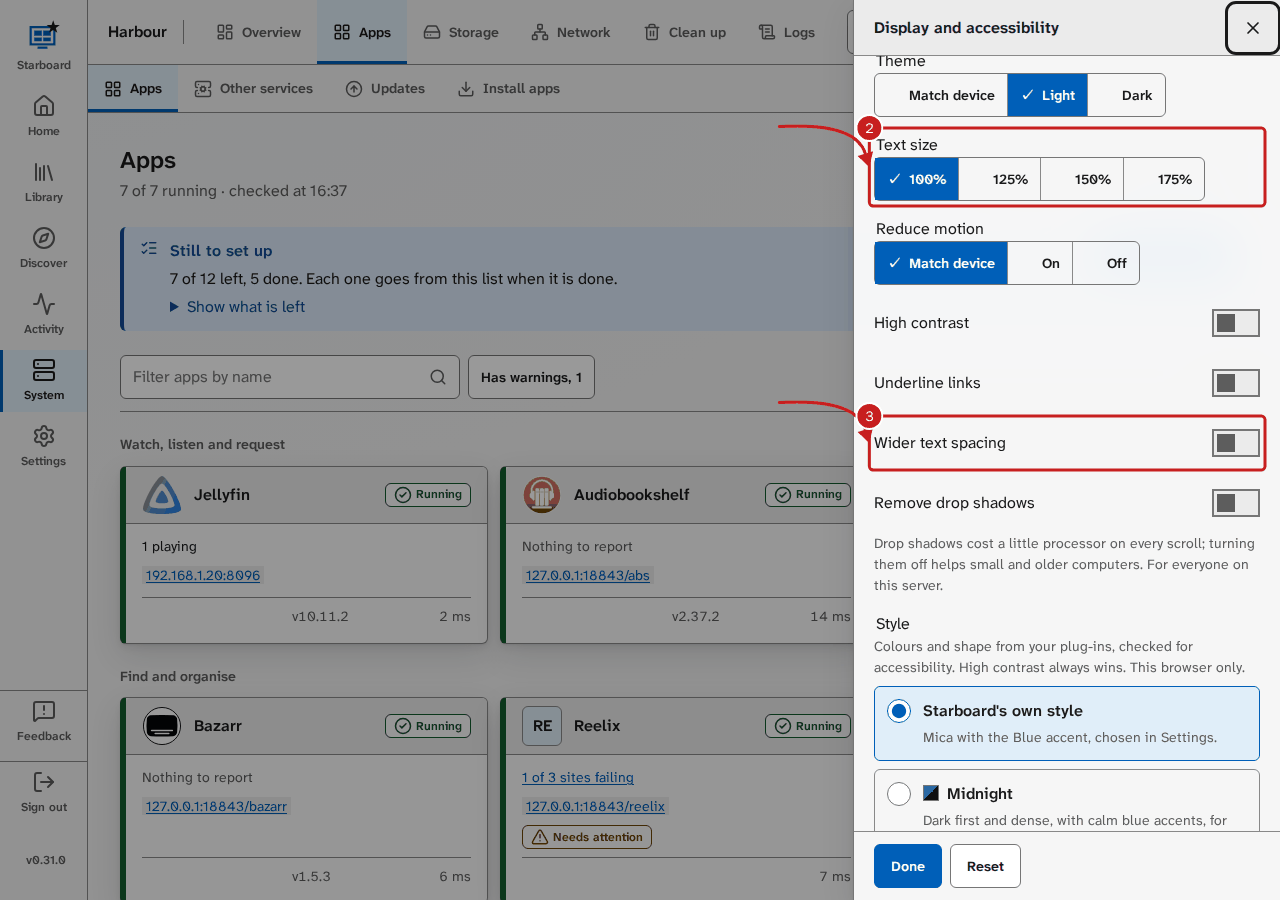 Starboard
Home
Library
Discover
Activity
System
Settings
Feedback
Sign out
v0.31.0
Harbour
Overview
Apps
Storage
Network
Clean up
Logs
Apps
Other services
Updates
Install apps
Apps
7 of 7 running · checked at 16:37
Still to set up
7 of 12 left, 5 done. Each one goes from this list when it is done.
Show what is left
Filter apps by name
Has warnings, 1
Watch, listen and request
Jellyfin
Running
1 playing
192.168.1.20:8096
v10.11.2
2 ms
Audiobookshelf
Running
Nothing to report
127.0.0.1:18843/abs
v2.37.2
14 ms
Find and organise
Bazarr
Running
Nothing to report
127.0.0.1:18843/bazarr
v1.5.3
6 ms
RE
Reelix
Running
1 of 3 sites failing
127.0.0.1:18843/reelix
Needs attention
7 ms
Display and accessibility
Theme
Match device
✓ Light
Dark
2
Text size
✓ 100%
125%
150%
175%
Reduce motion
✓ Match device
On
Off
High contrast
Underline links
3
Wider text spacing
Remove drop shadows
Drop shadows cost a little processor on every scroll; turning
them off helps small and older computers. For everyone on
this server.
Style
Colours and shape from your plug-ins, checked for
accessibility. High contrast always wins. This browser only.
Starboard's own style
Mica with the Blue accent, chosen in Settings.
Midnight
Dark first and dense, with calm blue accents, for
Done
Reset